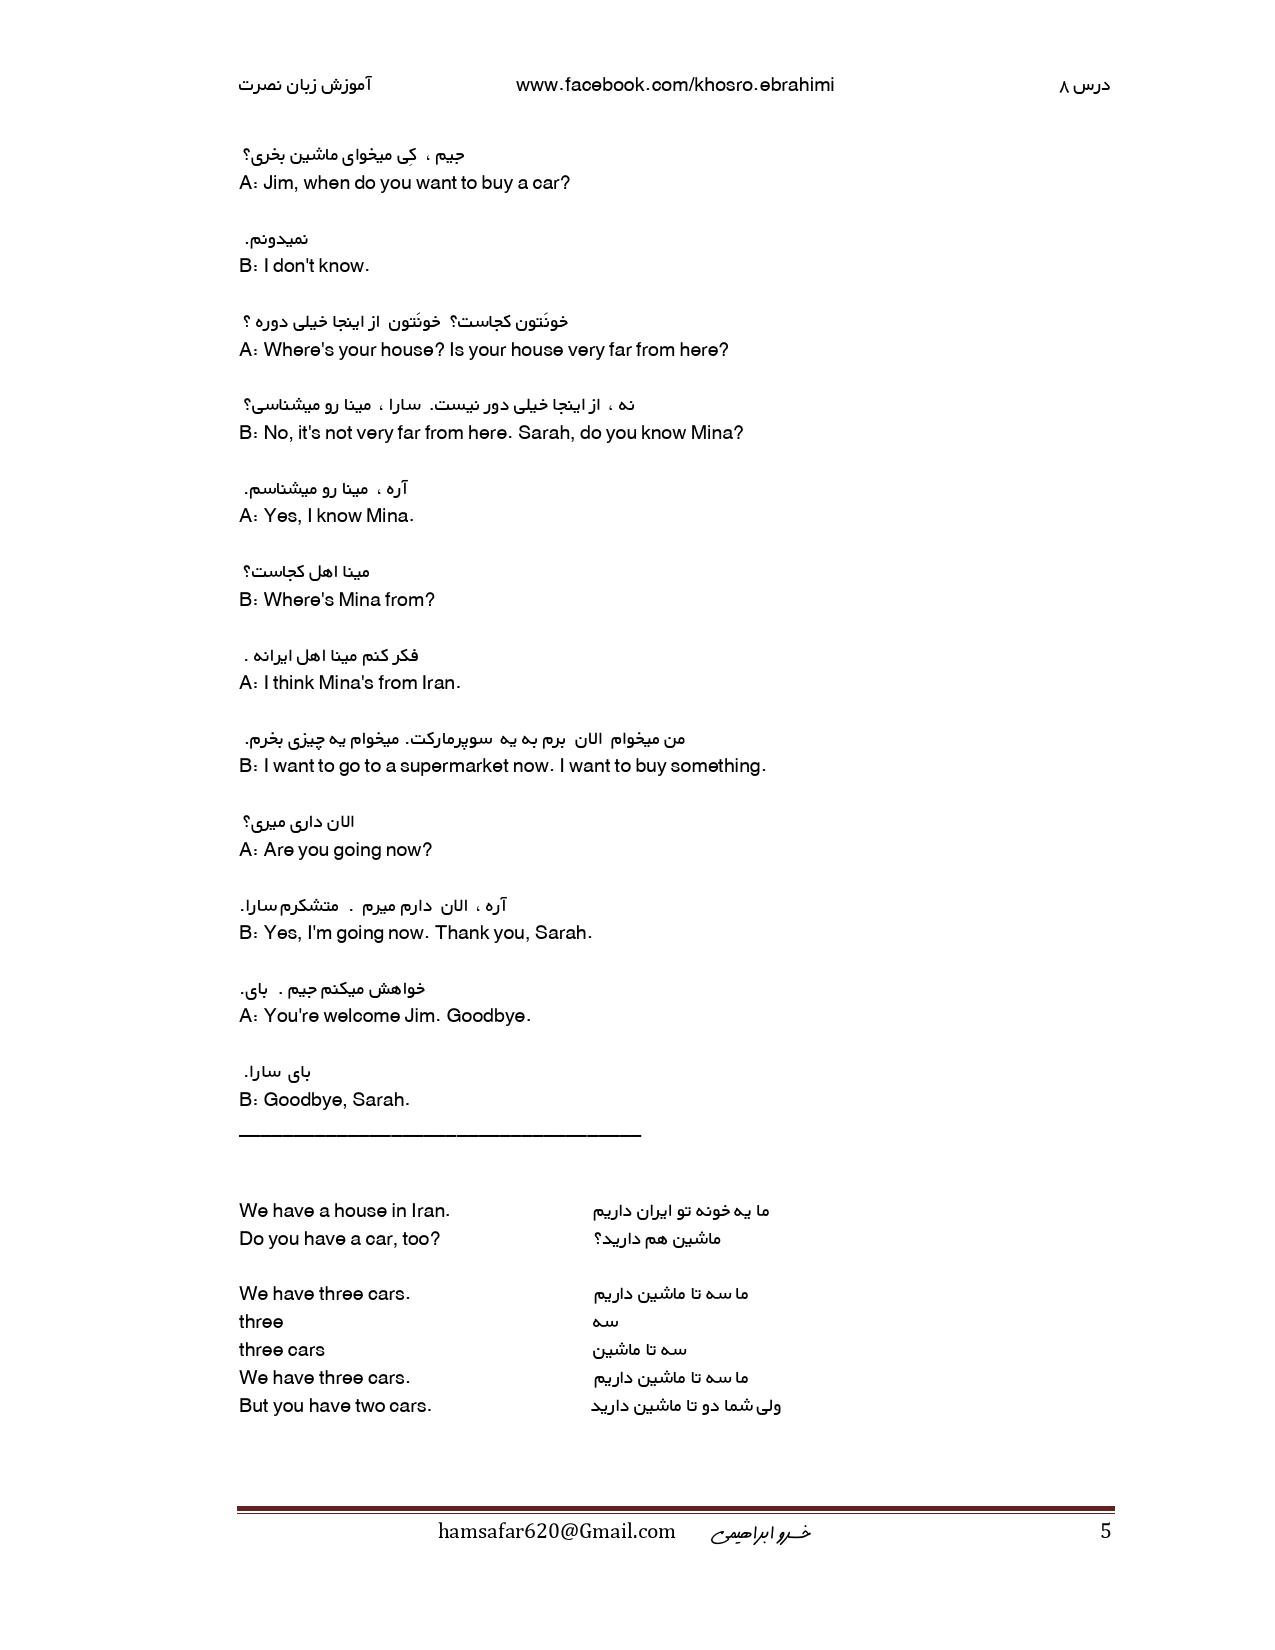 آموزش زبان نصرت www.facebook.com/khosro.ebrahimi درس ۸
جیم ، کِی میخوای ماشین بخری؟
A: Jim, when do you want to buy a car?
نمیدونم.
B: I don't know.
خونَتون کجاست؟ خونَتون از اینجا خیلی دوره ؟
A: Where's your house? Is your house very far from here?
نه ، از اینجا خیلی دور نیست. سارا ، مینا رو میشناسی؟
B: No, it's not very far from here. Sarah, do you know Mina?
آره ، مینا رو میشناسم.
A: Yes, I know Mina.
مینا اهل کجاست؟
B: Where's Mina from?
فکر کنم مینا اهل ایرانه .
A: I think Mina's from Iran.
من میخوام الان برم به یه سوپرمارکت. میخوام یه چیزی بخرم.
B: I want to go to a supermarket now. I want to buy something.
الان داری میری؟
A: Are you going now?
آره ، الان دارم میرم . متشکرم سارا.
B: Yes, I'm going now. Thank you, Sarah.
خواهش میکنم جیم . بای.
A: You're welcome Jim. Goodbye.
بای سارا.
B: Goodbye, Sarah.
We have a house in Iran. ما یه خونه تو ایران داریم
Do you have a car, too? ماشین هم دارید؟
We have three cars. ما سه تا ماشین داریم
three سه
three cars سه تا ماشین
We have three cars. ما سه تا ماشین داریم
But you have two cars. ولی شما دو تا ماشین دارید
hamsafar620@Gmail.com خسرو ابراهیمی 5